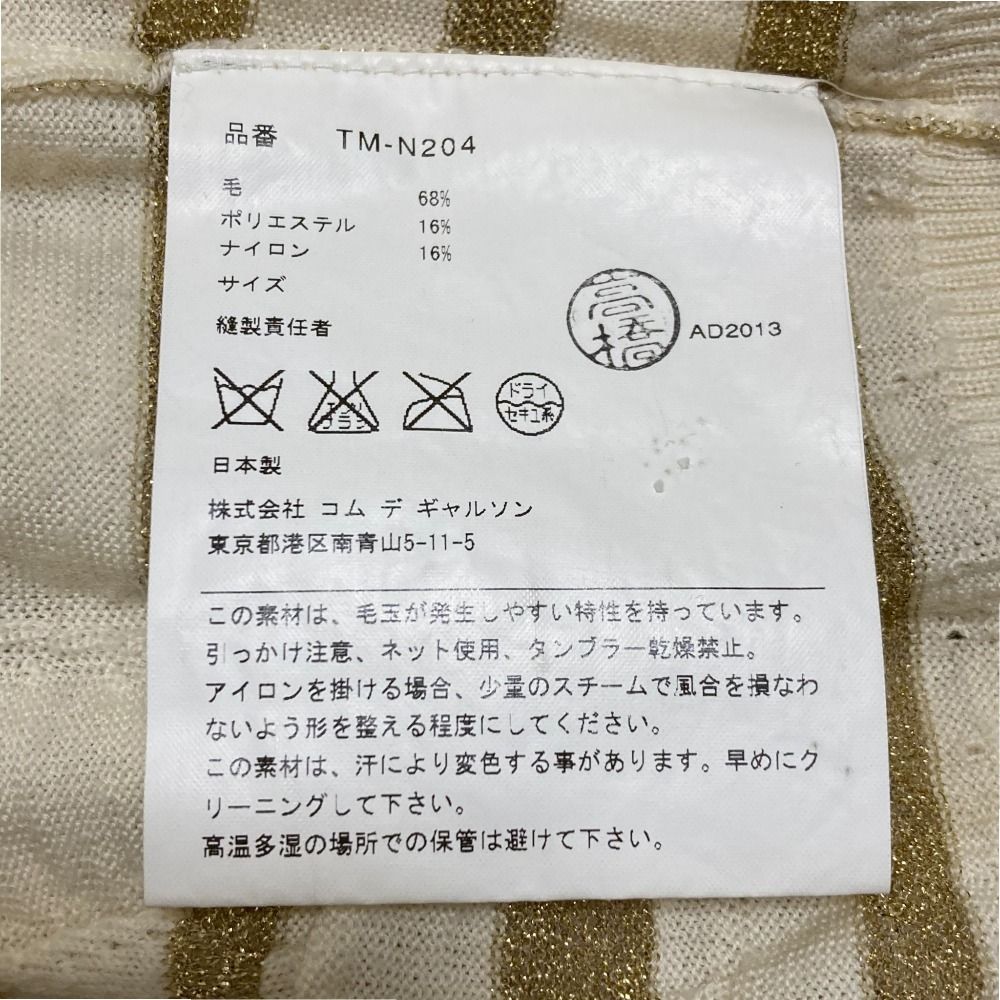 品番 TM-N204
毛 68%
ポリエステル 16%
ナイロン 16%
サイズ
縫製責任者
高橋
AD2013
エンソ
ブラシ
ドライ
セキユ系
日本製
株式会社 コム デ ギャルソン
東京都港区南青山5-11-5
この素材は、毛玉が発生しやすい特性を持っています。
引っかけ注意、ネット使用、タンブラー乾燥禁止。
アイロンを掛ける場合、少量のスチームで風合を損なわ
ないよう形を整える程度にしてください。
この素材は、汗により変色する事があります。早めにク
リーニングして下さい。
高温多湿の場所での保管は避けて下さい。